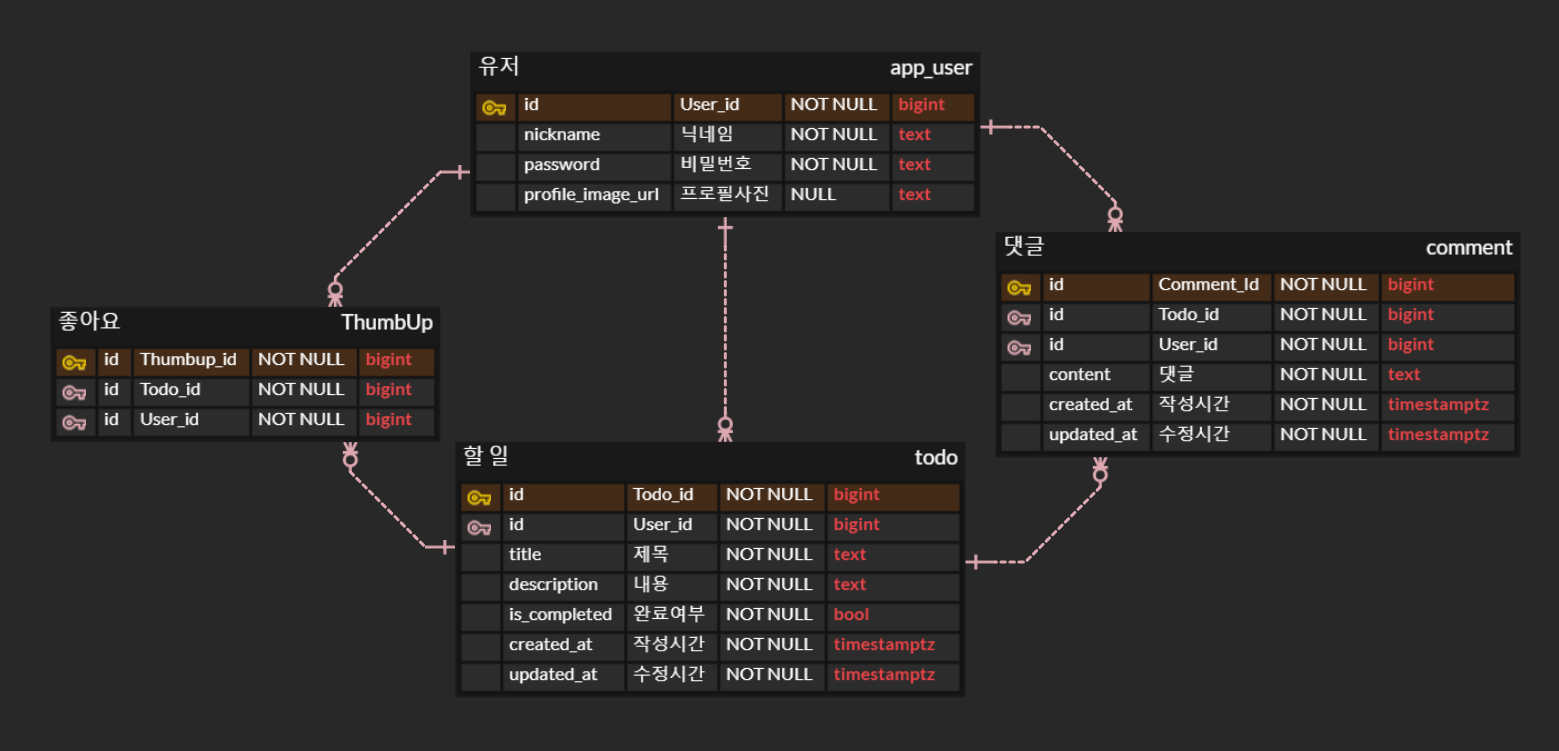 유저 app_user
id User_id NOT NULL bigint
nickname 닉네임 NOT NULL text
password 비밀번호 NOT NULL text
profile_image_url 프로필사진 NULL text
댓글 comment
id Comment_Id NOT NULL bigint
id Todo_id NOT NULL bigint
id User_id NOT NULL bigint
content 댓글 NOT NULL text
created_at 작성시간 NOT NULL timestamptz
updated_at 수정시간 NOT NULL timestamptz
좋아요 ThumbUp
id Thumbup_id NOT NULL bigint
id Todo_id NOT NULL bigint
id User_id NOT NULL bigint
할 일 todo
id Todo_id NOT NULL bigint
id User_id NOT NULL bigint
title 제목 NOT NULL text
description 내용 NOT NULL text
is_completed 완료여부 NOT NULL bool
created_at 작성시간 NOT NULL timestamptz
updated_at 수정시간 NOT NULL timestamptz